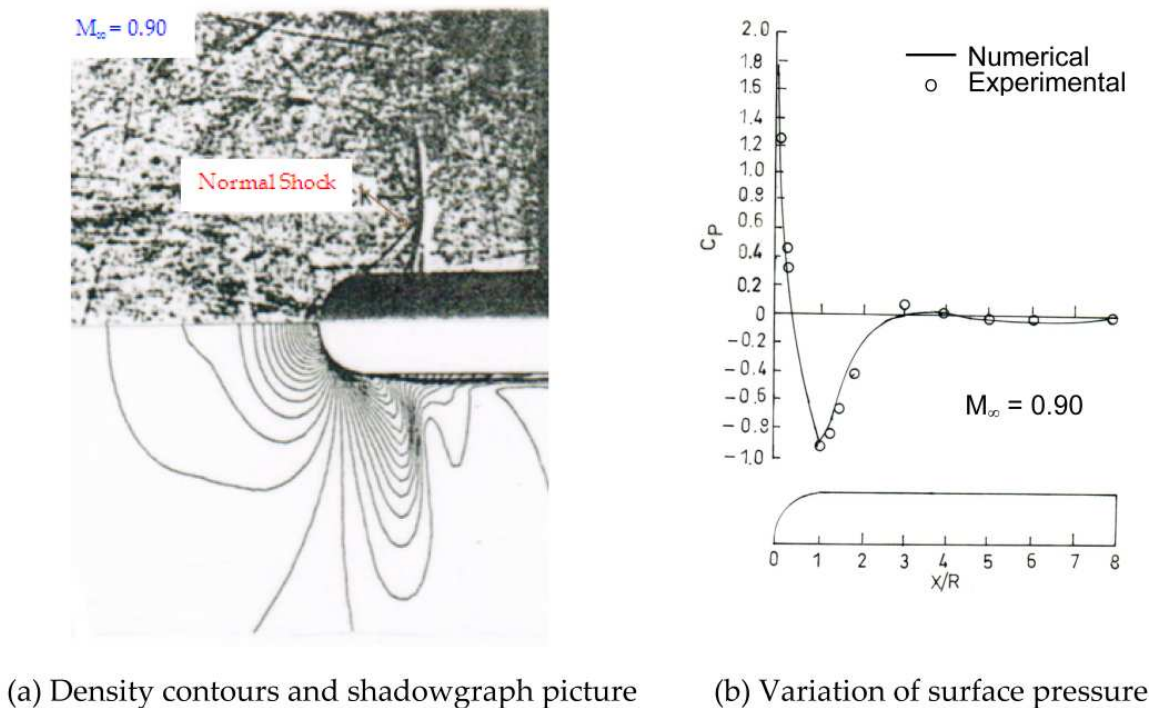 M∞ = 0.90
Normal Shock
2.0
1.8
1.6
1.2
1.0
0.8
0.6
0.4
0.2
0
−0.2
−0.4
−0.6
−0.8
−0.9
−1.0
CP
Numerical
Experimental
M∞ = 0.90
0 1 2 3 4 5 6 7 8
X/R
(a) Density contours and shadowgraph picture
(b) Variation of surface pressure